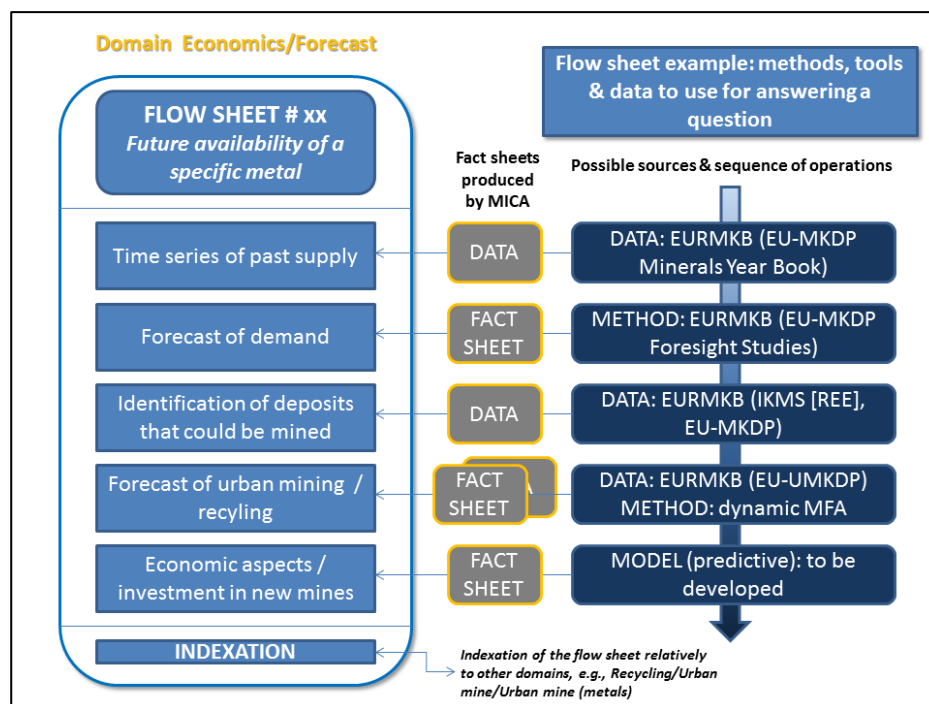 Domain Economics/Forecast
Flow sheet example: methods, tools
& data to use for answering a
question
FLOW SHEET # xx
Future availability of a
specific metal
Fact sheets
produced
by MICA
Possible sources & sequence of operations
Time series of past supply
DATA
DATA: EURMKB (EU-MKDP
Minerals Year Book)
Forecast of demand
FACT
SHEET
METHOD: EURMKB (EU-MKDP
Foresight Studies)
Identification of deposits
that could be mined
DATA
DATA: EURMKB (IKMS [REE],
EU-MKDP)
Forecast of urban mining /
recyling
FACT
SHEET
A
DATA: EURMKB (EU-UMKDP)
METHOD: dynamic MFA
Economic aspects /
investment in new mines
FACT
SHEET
MODEL (predictive): to be
developed
INDEXATION
Indexation of the flow sheet relatively
to other domains, e.g., Recycling/Urban
mine/Urban mine (metals)